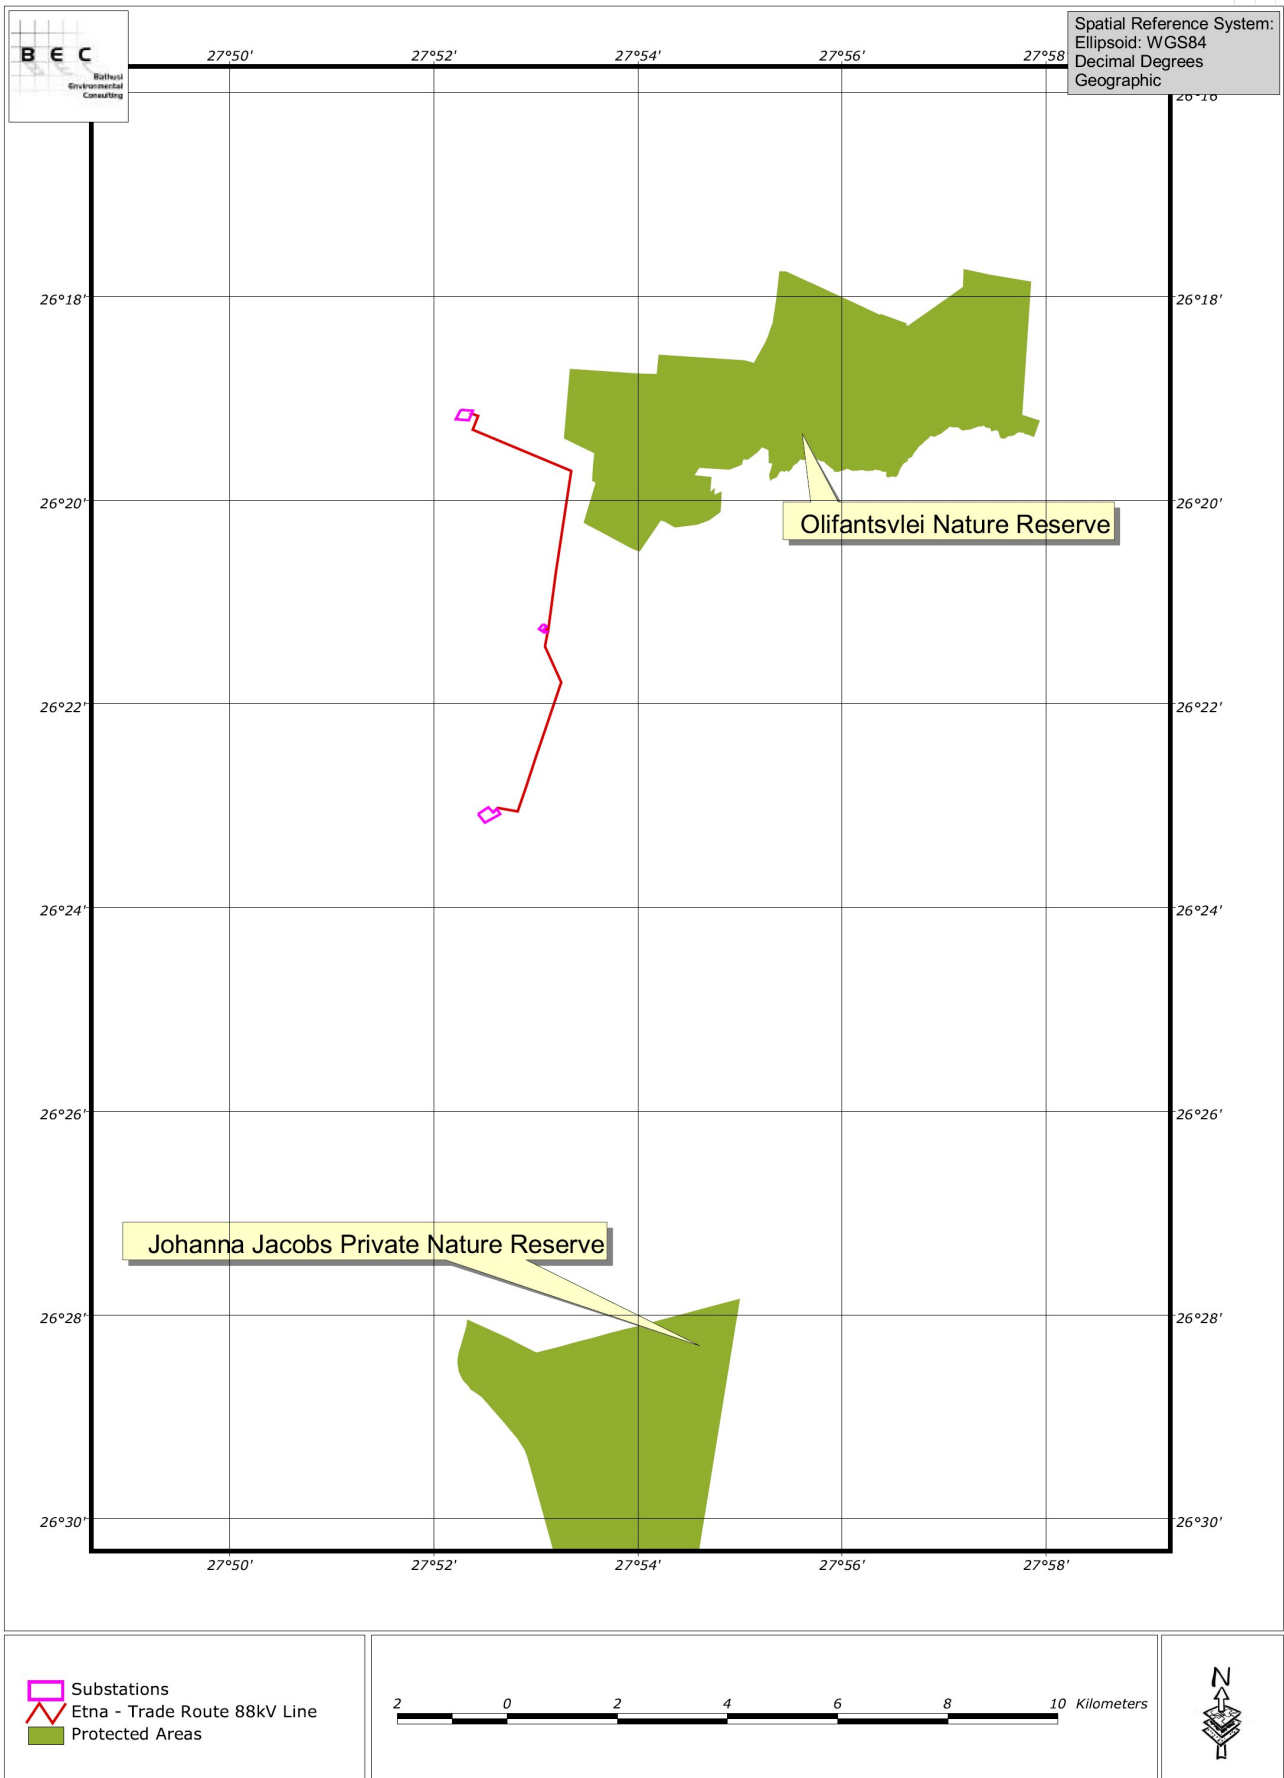 B E C
Bathusi
Environmental
Consulting
Spatial Reference System:
Ellipsoid: WGS84
Decimal Degrees
Geographic
27°50' 27°52' 27°54' 27°56' 27°58'
26°16'
26°18' 26°18'
26°20' 26°20'
Olifantsvlei Nature Reserve
26°22' 26°22'
26°24' 26°24'
26°26' 26°26'
Johanna Jacobs Private Nature Reserve
26°28' 26°28'
26°30' 26°30'
27°50' 27°52' 27°54' 27°56' 27°58'
Substations
Etna - Trade Route 88kV Line
Protected Areas
2 0 2 4 6 8 10 Kilometers
N